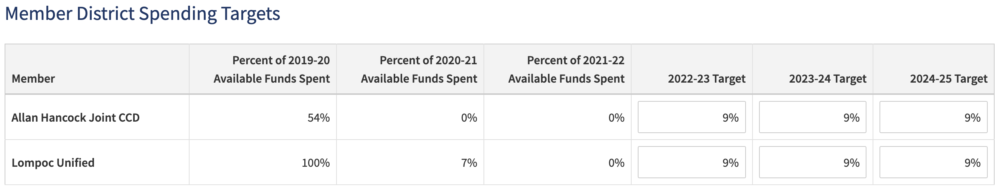 Member District Spending Targets
Member
Percent of 2019-20
Available Funds Spent
Percent of 2020-21
Available Funds Spent
Percent of 2021-22
Available Funds Spent
2022-23 Target
2023-24 Target
2024-25 Target
Allan Hancock Joint CCD 54% 0% 0% 9% 9% 9%
Lompoc Unified 100% 7% 0% 9% 9% 9%